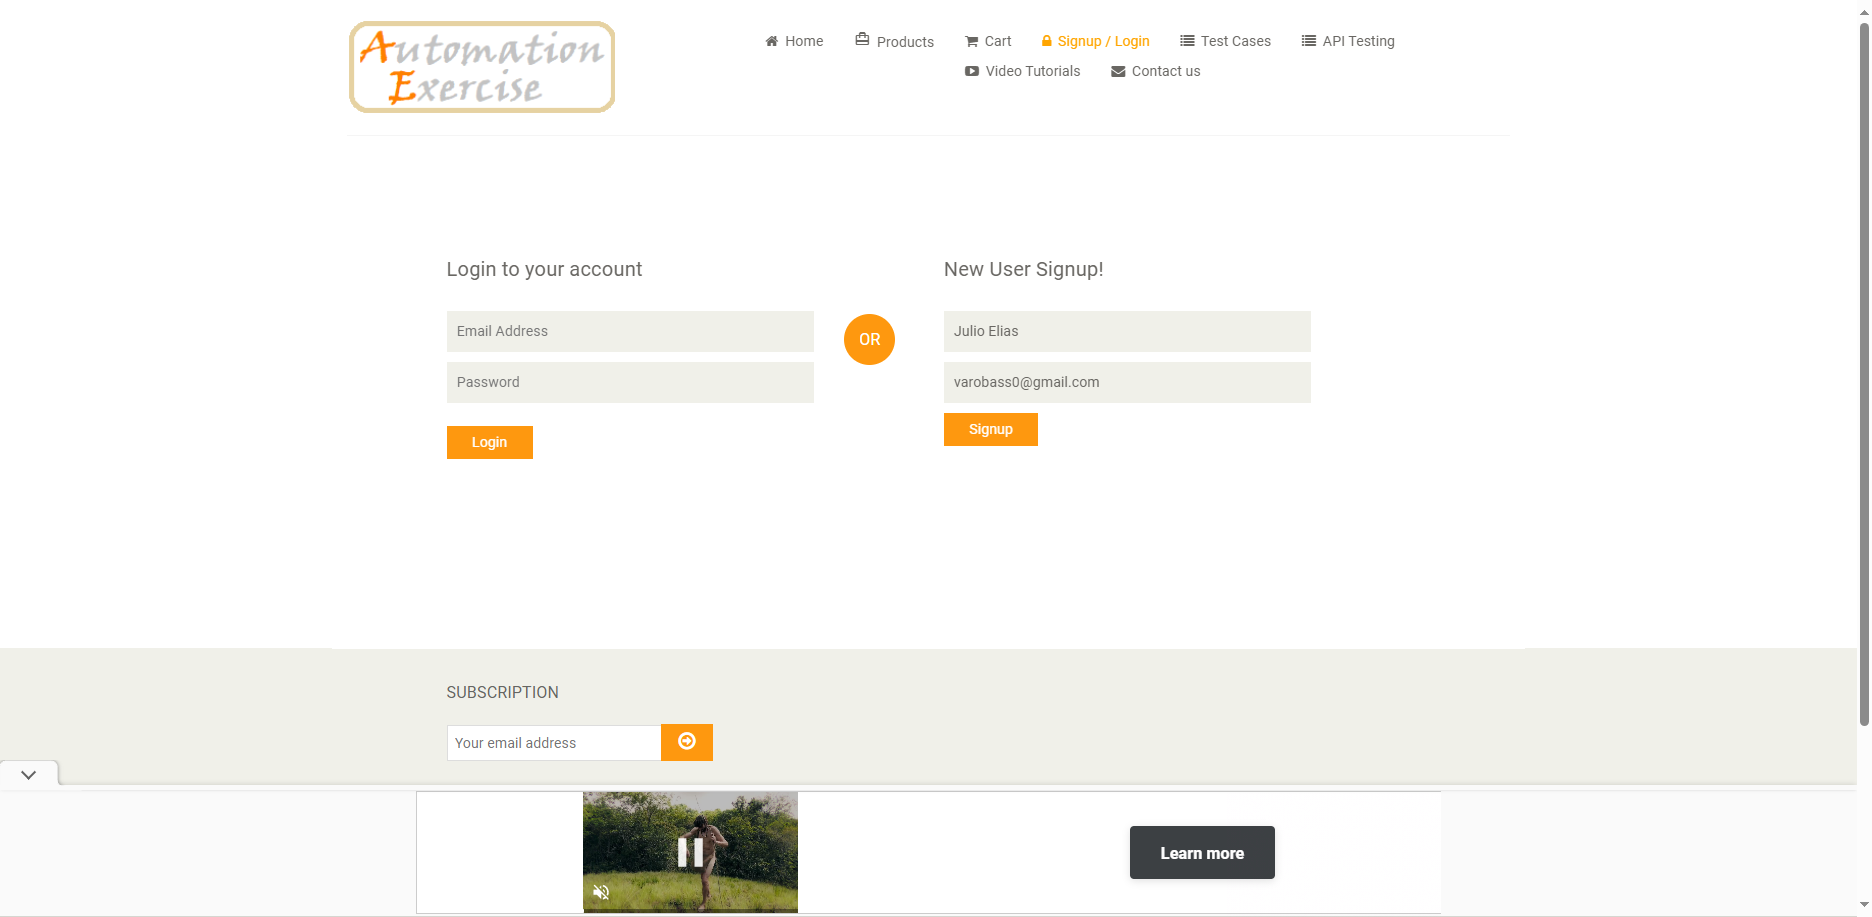 Automation
Exercise
Home
Products
Cart
Signup / Login
Test Cases
API Testing
Video Tutorials
Contact us
Login to your account
Email Address
Password
Login
OR
New User Signup!
Julio Elias
varobass0@gmail.com
Signup
SUBSCRIPTION
Your email address
Learn more